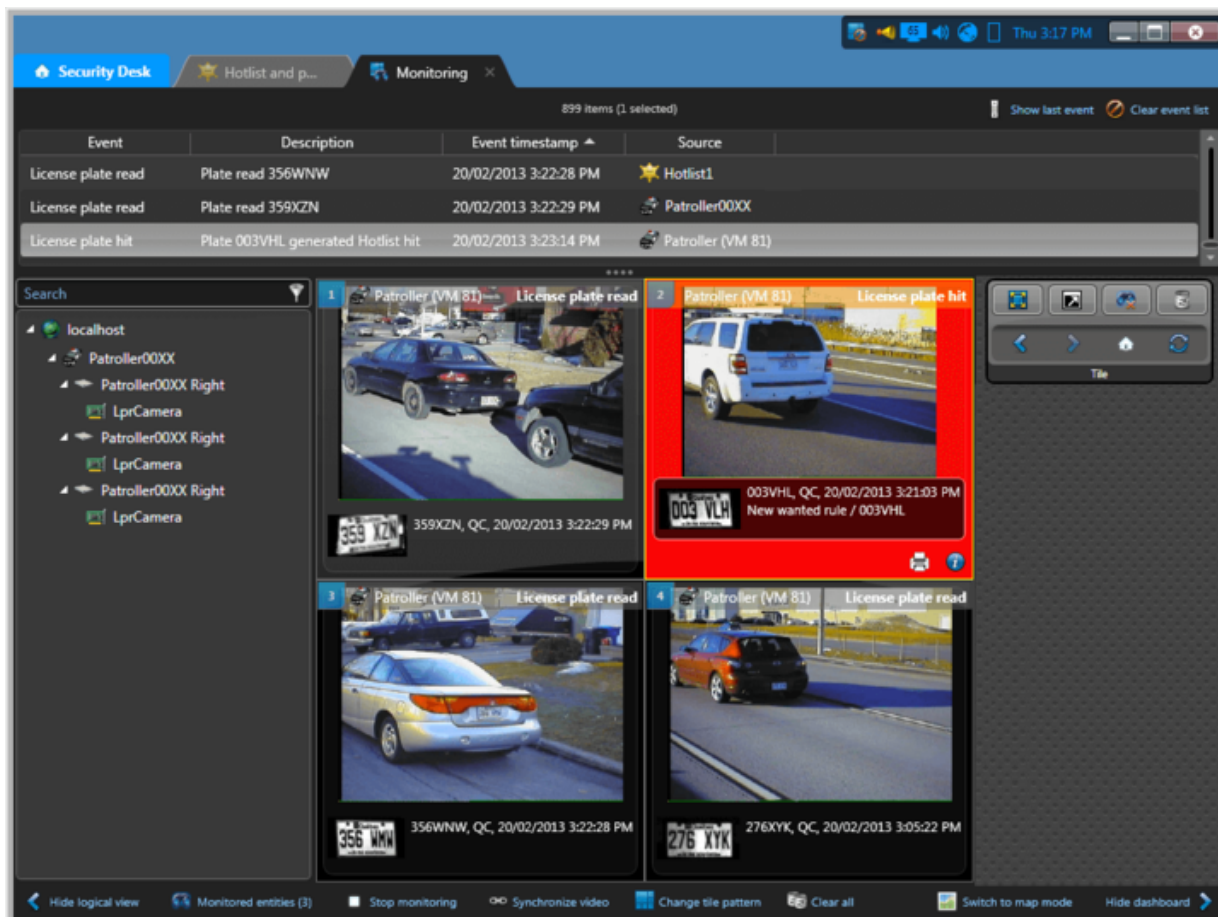 65 Thu 3:17 PM
Security Desk Hotlist and p... Monitoring
899 items (1 selected) Show last event Clear event list
Event Description Event timestamp Source
License plate read Plate read 356WNW 20/02/2013 3:22:28 PM Hotlist1
License plate read Plate read 359XZN 20/02/2013 3:22:29 PM Patroller00XX
License plate hit Plate 003VHL generated Hotlist hit 20/02/2013 3:23:14 PM Patroller (VM 81)
Search
localhost
Patroller00XX
Patroller00XX Right
LprCamera
Patroller00XX Right
LprCamera
Patroller00XX Right
LprCamera
1 Patroller (VM 81) License plate read
359 XZN
359XZN, QC, 20/02/2013 3:22:29 PM
2 Patroller (VM 81) License plate hit
003 VLH
003VHL, QC, 20/02/2013 3:21:03 PM
New wanted rule / 003VHL
3 Patroller (VM 81) License plate read
356 WMW
356WNW, QC, 20/02/2013 3:22:28 PM
4 Patroller (VM 81) License plate read
276 XYK
276XYK, QC, 20/02/2013 3:05:22 PM
Tile
Hide logical view Monitored entities (3) Stop monitoring Synchronize video Change tile pattern Clear all Switch to map mode Hide dashboard